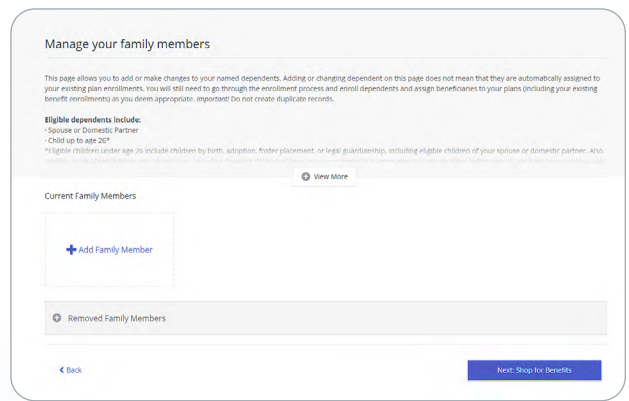 Manage your family members
This page allows you to add or make changes to your named dependents. Adding or changing dependent on this page does not mean that they are automatically assigned to
your existing plan enrollments. You will still need to go through the enrollment process and enroll dependents and assign beneficiaries to your plans (including your existing
benefit enrollments) as you deem appropriate. Important! Do not create duplicate records.
Eligible dependents include:
· Spouse or Domestic Partner
· Child up to age 26*
*Eligible children under age 26 include children by birth, adoption, foster placement, or legal guardianship, including eligible children of your spouse or domestic partner. Also
View More
Current Family Members
Add Family Member
Removed Family Members
Back
Next: Shop for Benefits